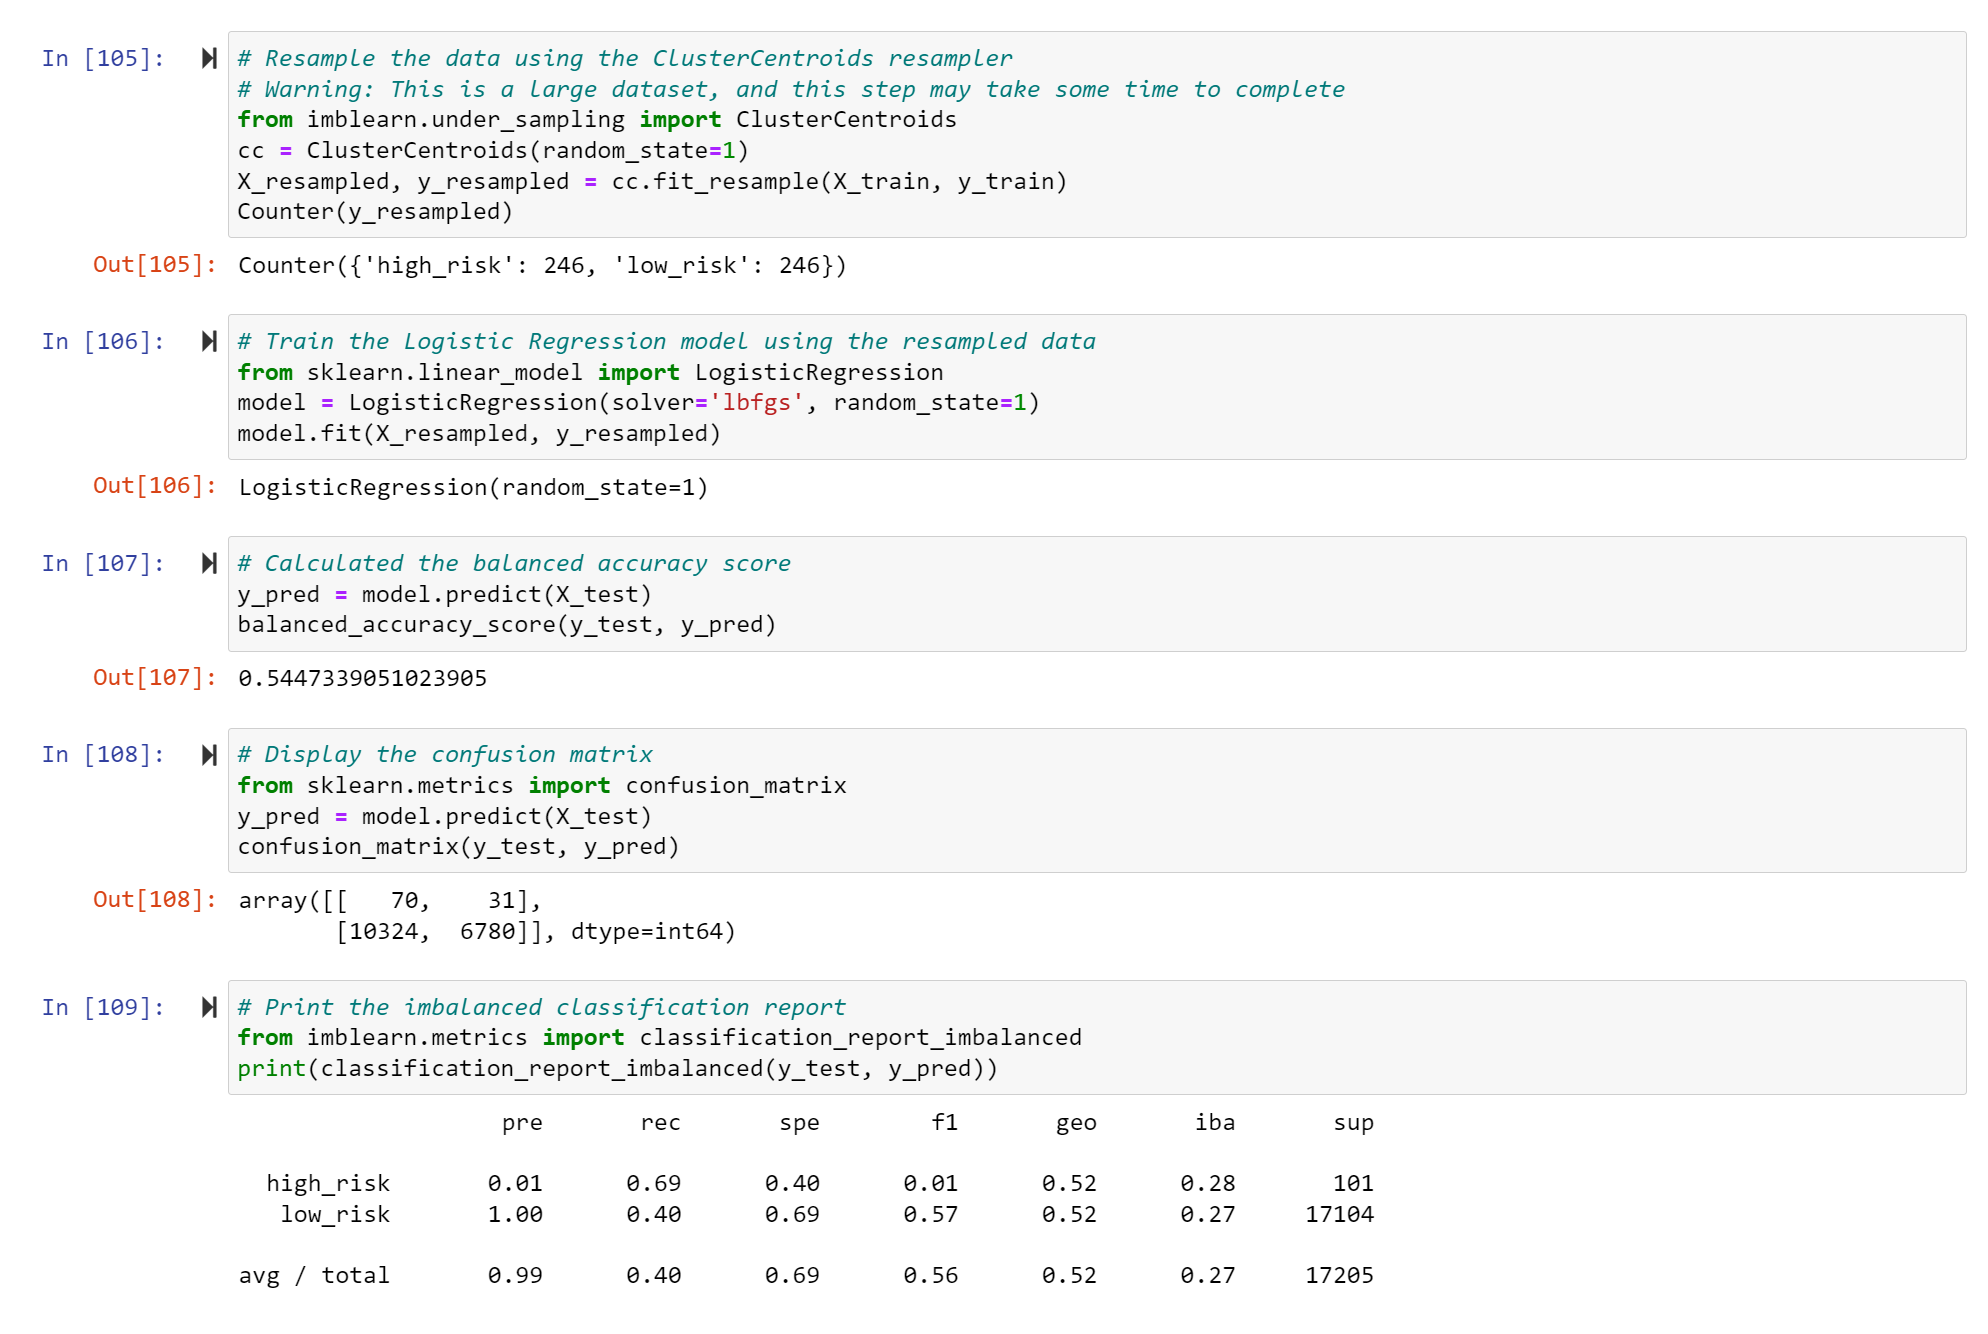 In [105]: # Resample the data using the ClusterCentroids resampler
# Warning: This is a large dataset, and this step may take some time to complete
from imblearn.under_sampling import ClusterCentroids
cc = ClusterCentroids(random_state=1)
X_resampled, y_resampled = cc.fit_resample(X_train, y_train)
Counter(y_resampled)
Out[105]: Counter({'high_risk': 246, 'low_risk': 246})
In [106]: # Train the Logistic Regression model using the resampled data
from sklearn.linear_model import LogisticRegression
model = LogisticRegression(solver='lbfgs', random_state=1)
model.fit(X_resampled, y_resampled)
Out[106]: LogisticRegression(random_state=1)
In [107]: # Calculated the balanced accuracy score
y_pred = model.predict(X_test)
balanced_accuracy_score(y_test, y_pred)
Out[107]: 0.5447339051023905
In [108]: # Display the confusion matrix
from sklearn.metrics import confusion_matrix
y_pred = model.predict(X_test)
confusion_matrix(y_test, y_pred)
Out[108]: array([[   70,    31],
       [10324,  6780]], dtype=int64)
In [109]: # Print the imbalanced classification report
from imblearn.metrics import classification_report_imbalanced
print(classification_report_imbalanced(y_test, y_pred))
pre rec spe f1 geo iba sup
high_risk 0.01 0.69 0.40 0.01 0.52 0.28 101
low_risk 1.00 0.40 0.69 0.57 0.52 0.27 17104
avg / total 0.99 0.40 0.69 0.56 0.52 0.27 17205